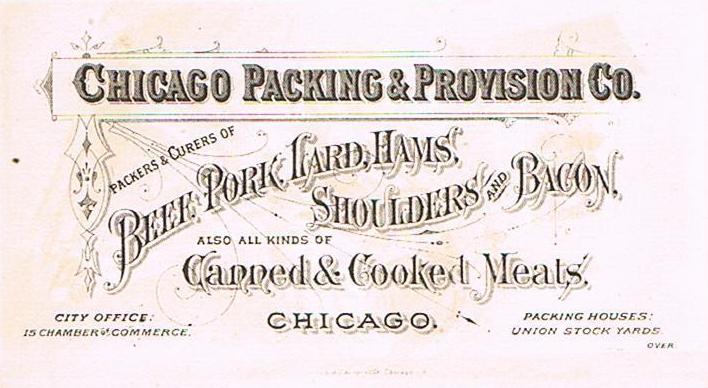 CHICAGO PACKING & PROVISION CO.
PACKERS & CURERS OF
BEEF, PORK, LARD, HAMS,
SHOULDERS AND BACON.
ALSO ALL KINDS OF
Canned & Cooked Meats.
CHICAGO.
CITY OFFICE:
15 CHAMBER OF COMMERCE.
PACKING HOUSES:
UNION STOCK YARDS.
OVER